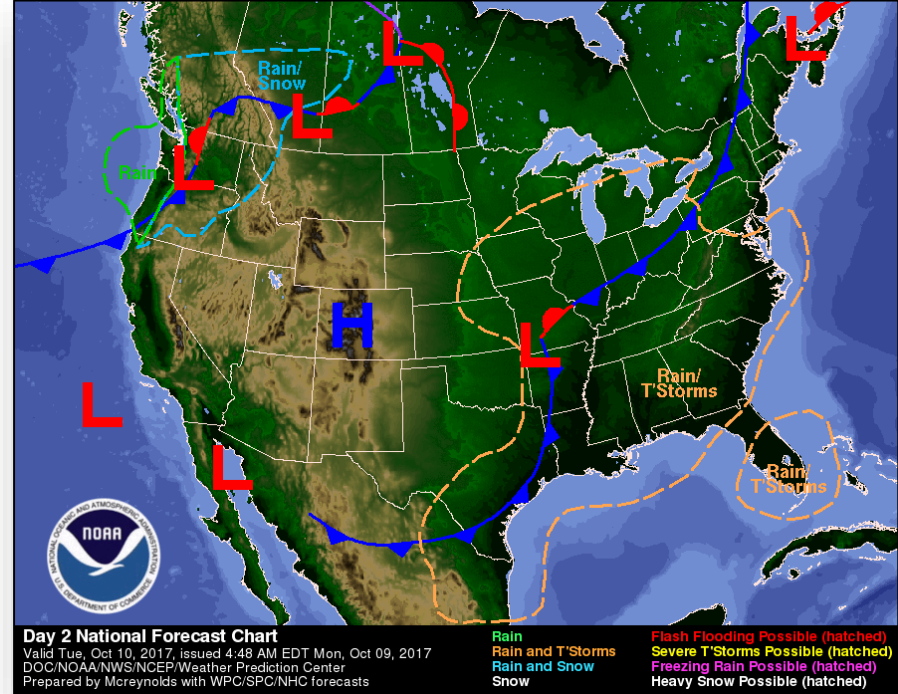 L
L
Rain/
Snow
L
Rain
L
H
L
Rain/
T'Storms
L
L
Rain/
T'Storms
NATIONAL OCEANIC AND ATMOSPHERIC ADMINISTRATION
NOAA
U.S. DEPARTMENT OF COMMERCE
Day 2 National Forecast Chart
Valid Tue, Oct 10, 2017, issued 4:48 AM EDT Mon, Oct 09, 2017
DOC/NOAA/NWS/NCEP/Weather Prediction Center
Prepared by Mcreynolds with WPC/SPC/NHC forecasts
Rain
Rain and T'Storms
Rain and Snow
Snow
Flash Flooding Possible (hatched)
Severe T'Storms Possible (hatched)
Freezing Rain Possible (hatched)
Heavy Snow Possible (hatched)